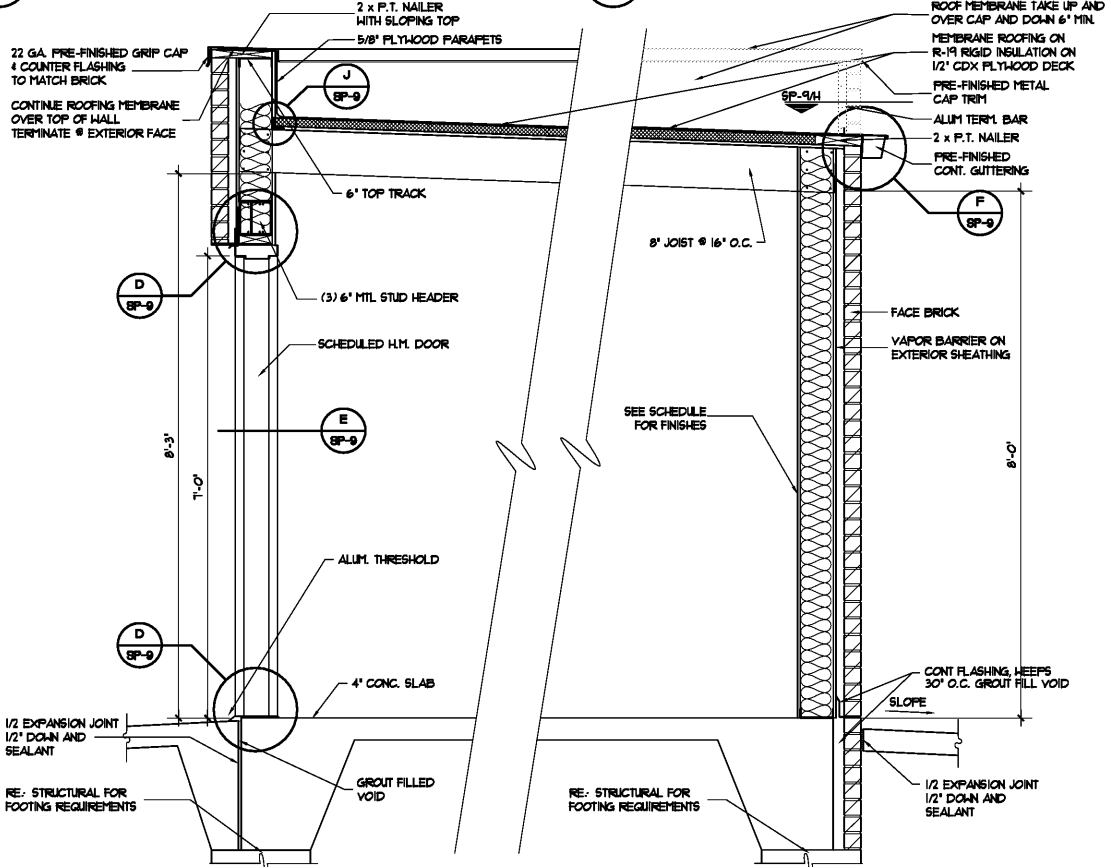 2 x P.T. NAILER
WITH SLOPING TOP
5/8" PLYWOOD PARAPETS
22 GA. PRE-FINISHED GRIP CAP
& COUNTER FLASHING
TO MATCH BRICK
CONTINUE ROOFING MEMBRANE
OVER TOP OF WALL
TERMINATE @ EXTERIOR FACE
J
SP-9
ROOF MEMBRANE TAKE UP AND
OVER CAP AND DOWN 6" MIN.
MEMBRANE ROOFING ON
R-19 RIGID INSULATION ON
1/2" CDX PLYWOOD DECK
PRE-FINISHED METAL
CAP TRIM
SP-9/H
ALUM TERM. BAR
2 x P.T. NAILER
PRE-FINISHED
CONT. GUTTERING
6" TOP TRACK
F
SP-9
8" JOIST @ 16" O.C.
D
SP-9
(3) 6" MTL STUD HEADER
FACE BRICK
SCHEDULED H.M. DOOR
VAPOR BARRIER ON
EXTERIOR SHEATHING
E
SP-9
SEE SCHEDULE
FOR FINISHES
8'-3"
7'-0"
8'-0"
ALUM. THRESHOLD
D
SP-9
4" CONC. SLAB
CONT FLASHING, WEEPS
30" O.C. GROUT FILL VOID
SLOPE
1/2 EXPANSION JOINT
1/2" DOWN AND
SEALANT
GROUT FILLED
VOID
RE: STRUCTURAL FOR
FOOTING REQUIREMENTS
RE: STRUCTURAL FOR
FOOTING REQUIREMENTS
1/2 EXPANSION JOINT
1/2" DOWN AND
SEALANT